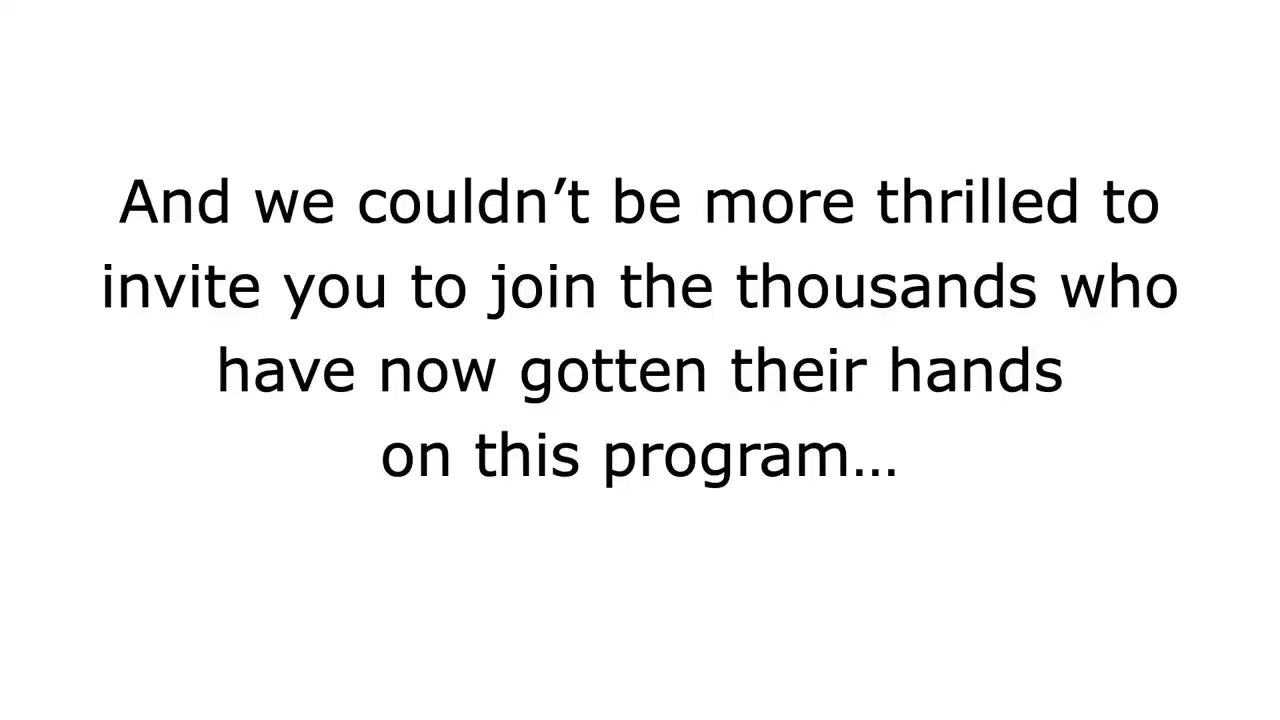 And we couldn’t be more thrilled to
invite you to join the thousands who
have now gotten their hands
on this program…